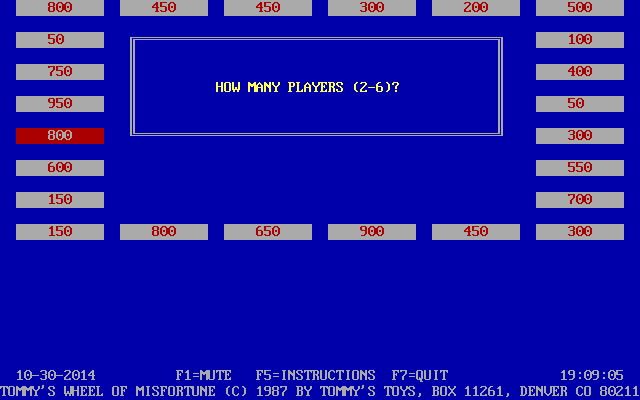 800 450 450 300 200 500
50 100
750 400
HOW MANY PLAYERS (2-6)?
950 50
800 300
600 550
150 700
150 800 650 900 450 300
10-30-2014 F1=MUTE F5=INSTRUCTIONS F7=QUIT 19:09:05
TOMMY'S WHEEL OF MISFORTUNE (C) 1987 BY TOMMY'S TOYS, BOX 11261, DENVER CO 80211